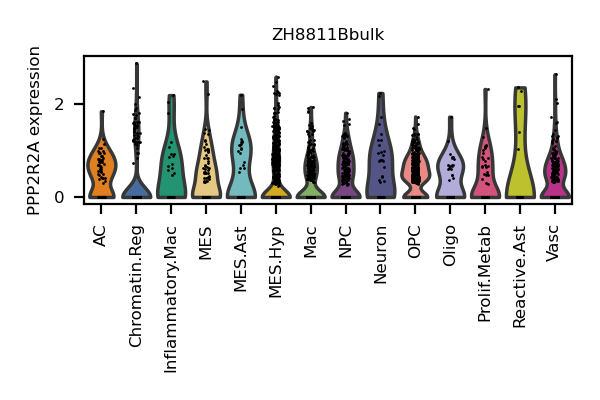 ZH8811Bbulk
PPP2R2A expression
2
0
AC
Chromatin.Reg
Inflammatory.Mac
MES
MES.Ast
MES.Hyp
Mac
NPC
Neuron
OPC
Oligo
Prolif.Metab
Reactive.Ast
Vasc